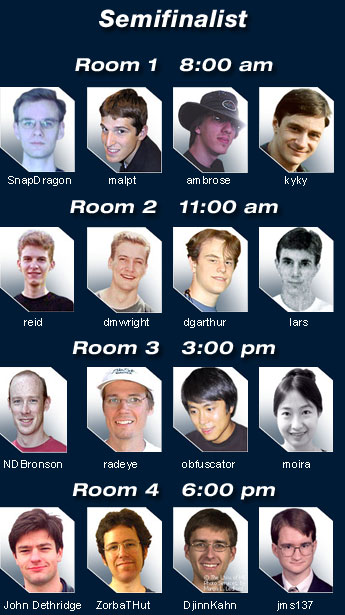 Semifinalist
Room 1 8:00 am
SnapDragon malpt ambrose kyky
Room 2 11:00 am
reid dmwright dgarthur lars
Room 3 3:00 pm
NDBronson radeye obfuscator moira
Room 4 6:00 pm
John Dethridge ZorbaTHut DjinnKahn jms137